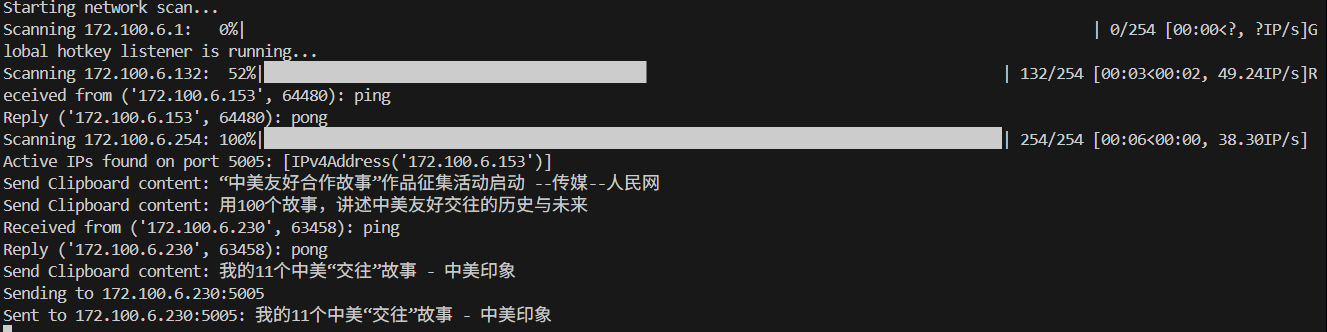 Starting network scan...
Scanning 172.100.6.1:   0%|                    | 0/254 [00:00<?, ?IP/s]G
lobal hotkey listener is running...
Scanning 172.100.6.132:  52%|██████████          | 132/254 [00:03<00:02, 49.24IP/s]R
eceived from ('172.100.6.153', 64480): ping
Reply ('172.100.6.153', 64480): pong
Scanning 172.100.6.254: 100%|████████████████████| 254/254 [00:06<00:00, 38.30IP/s]
Active IPs found on port 5005: [IPv4Address('172.100.6.153')]
Send Clipboard content: “中美友好合作故事”作品征集活动启动 --传媒--人民网
Send Clipboard content: 用100个故事，讲述中美友好交往的历史与未来
Received from ('172.100.6.230', 63458): ping
Reply ('172.100.6.230', 63458): pong
Send Clipboard content: 我的11个中美“交往”故事 - 中美印象
Sending to 172.100.6.230:5005
Sent to 172.100.6.230:5005: 我的11个中美“交往”故事 - 中美印象